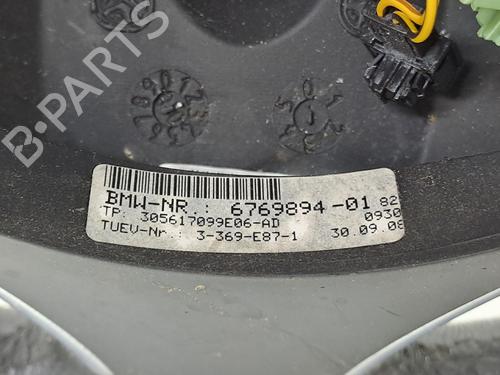 B-PARTS
BMW-NR.: 6769894-01 82
TP: 305617099E06-AD 0930
TUEV-Nr.: 3-369-E87-1 30.09.08